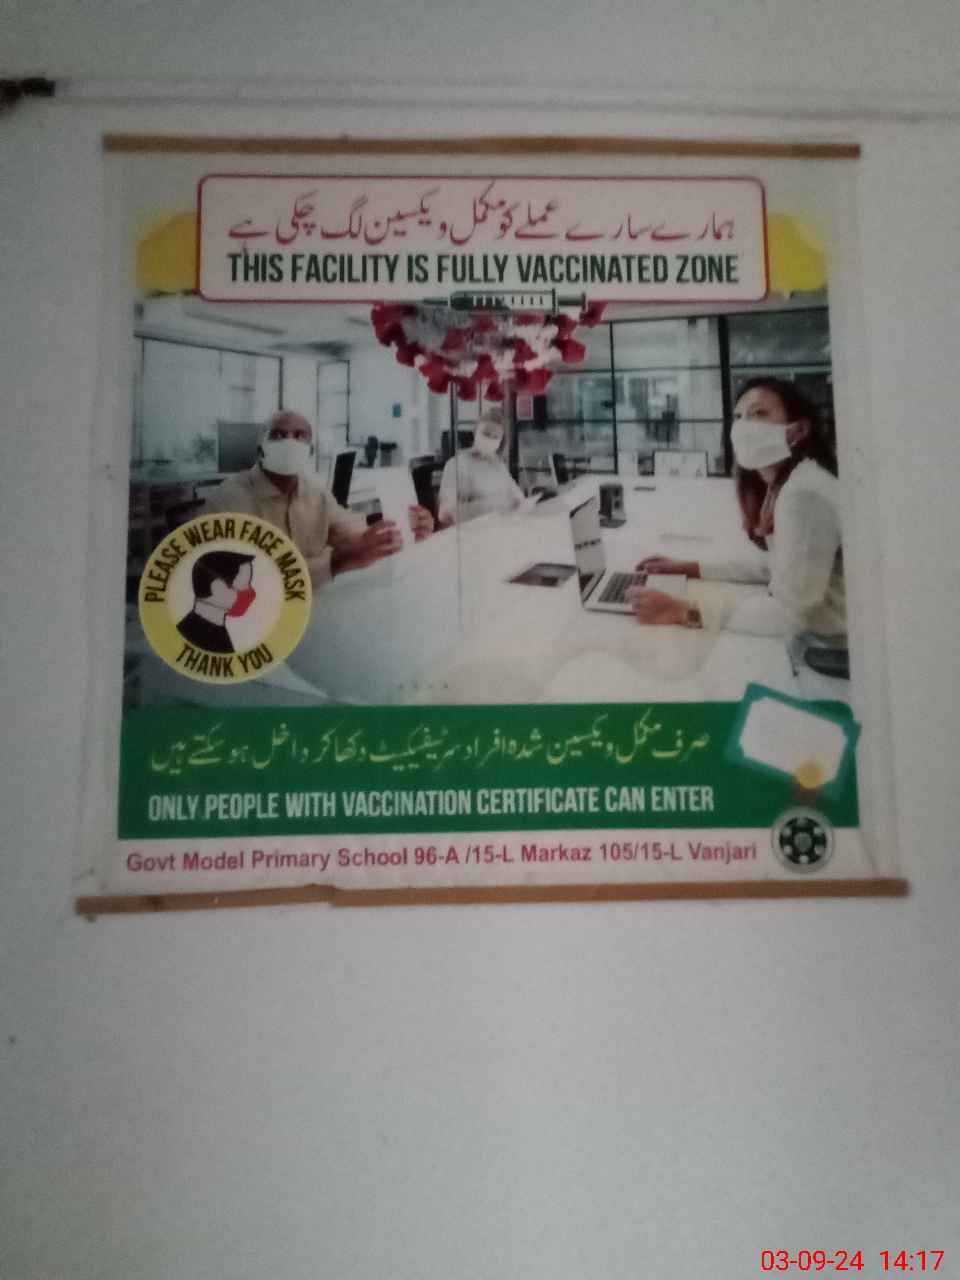 ہمارے سارے عملے کو مکمل ویکسین لگ چکی ہے
THIS FACILITY IS FULLY VACCINATED ZONE
PLEASE WEAR FACE MASK
THANK YOU
صرف مکمل ویکسین شدہ افراد سرٹیفیکیٹ دکھا کر داخل ہو سکتے ہیں
ONLY PEOPLE WITH VACCINATION CERTIFICATE CAN ENTER
Govt Model Primary School 96-A /15-L Markaz 105/15-L Vanjari
03-09-24 14:17